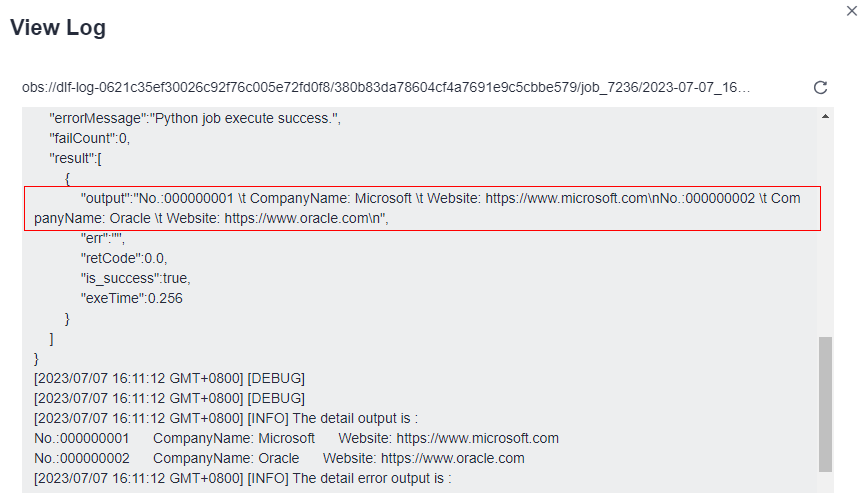 View Log
obs://dlf-log-0621c35ef30026c92f76c005e72fd0f8/380b83da78604cf4a7691e9c5cbbe579/job_7236/2023-07-07_16…
"errorMessage":"Python job execute success.",
"failCount":0,
"result":[
{
"output":"No.:000000001 \t CompanyName: Microsoft \t Website: https://www.microsoft.com\nNo.:000000002 \t Com
panyName: Oracle \t Website: https://www.oracle.com\n",
"err":"",
"retCode":0.0,
"is_success":true,
"exeTime":0.256
}
]
}
[2023/07/07 16:11:12 GMT+0800] [DEBUG]
[2023/07/07 16:11:12 GMT+0800] [DEBUG]
[2023/07/07 16:11:12 GMT+0800] [INFO] The detail output is :
No.:000000001 CompanyName: Microsoft Website: https://www.microsoft.com
No.:000000002 CompanyName: Oracle Website: https://www.oracle.com
[2023/07/07 16:11:12 GMT+0800] [INFO] The detail error output is :